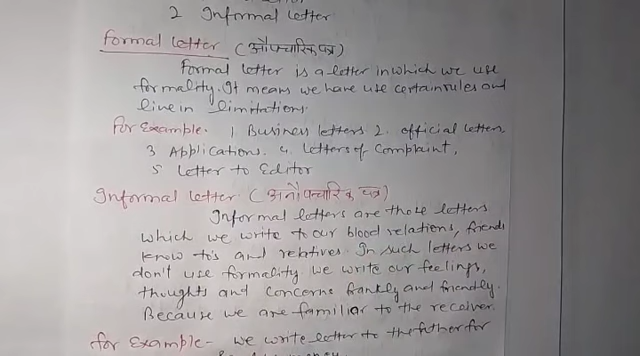 2 Informal letter
formal letter (औपचारिक पत्र)
formal letter is a letter in which we use
formality. It means we have use certain rules and
line in limitations.
for Example. 1 Business letters 2. official letter,
3 Applications 4 Letters of Complaint,
5 Letter to Editor
Informal letter (अनौपचारिक पत्र)
Informal letters are those letters
which we write to our blood relations, friends
know to's and relatives. In such letters we
don't use formality we write our feelings,
thoughts and concerns frankly and friendly.
Because we are familiar to the receiver.
for Example- we write letter to the father for